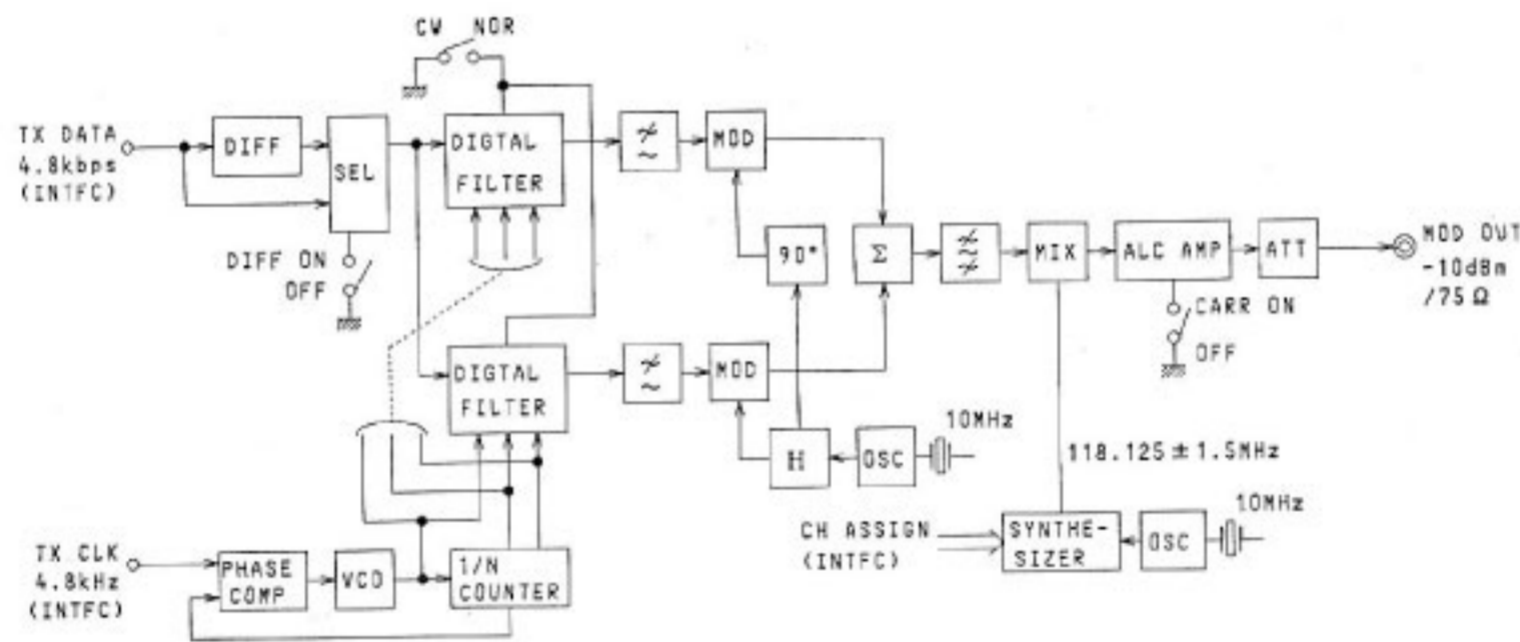 CW NOR
TX DATA
4.8kbps
(INTFC)
DIFF
SEL
DIGTAL
FILTER
MOD
DIFF ON
OFF
90°
Σ
MIX
ALC AMP
ATT
MOD OUT
-10dBm
/75Ω
CARR ON
OFF
DIGTAL
FILTER
MOD
H
OSC
10MHz
118.125±1.5MHz
TX CLK
4.8kHz
(INTFC)
PHASE
COMP
VCO
1/N
COUNTER
CH ASSIGN
(INTFC)
SYNTHE-
SIZER
OSC
10MHz